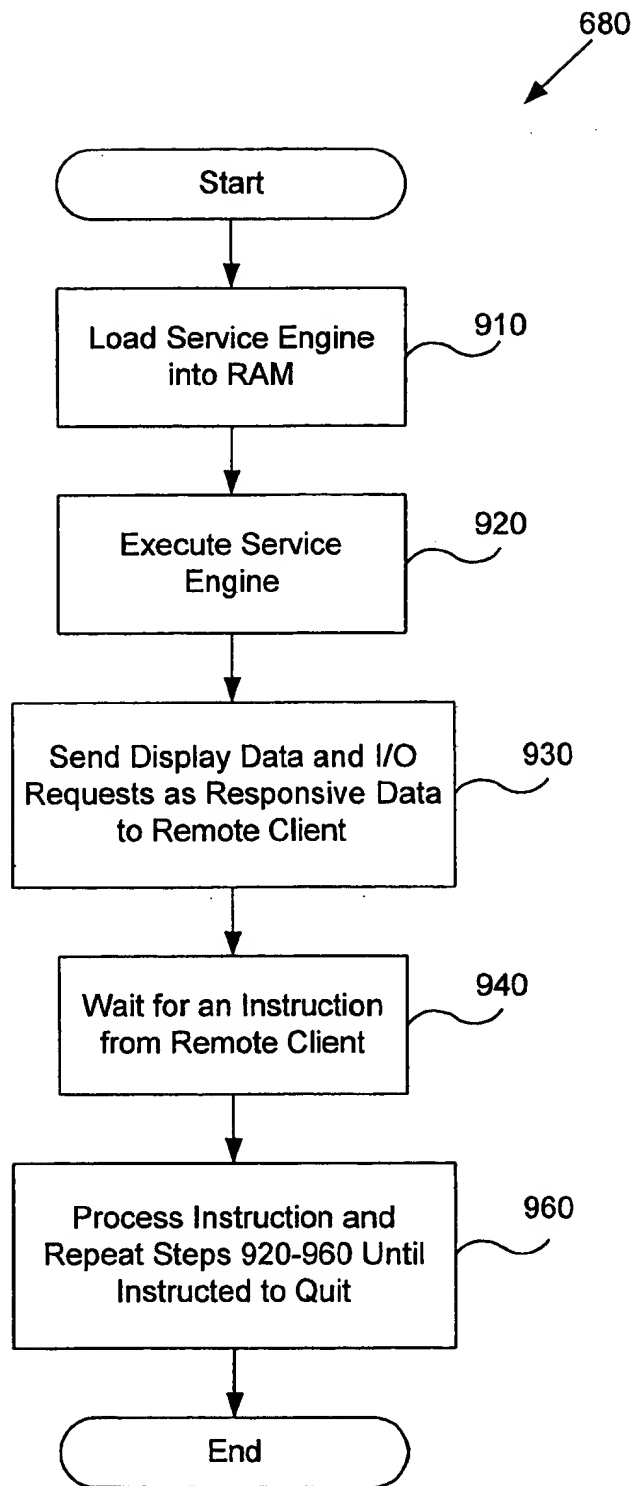 680
Start
Load Service Engine
into RAM
910
Execute Service
Engine
920
Send Display Data and I/O
Requests as Responsive Data
to Remote Client
930
Wait for an Instruction
from Remote Client
940
Process Instruction and
Repeat Steps 920-960 Until
Instructed to Quit
960
End